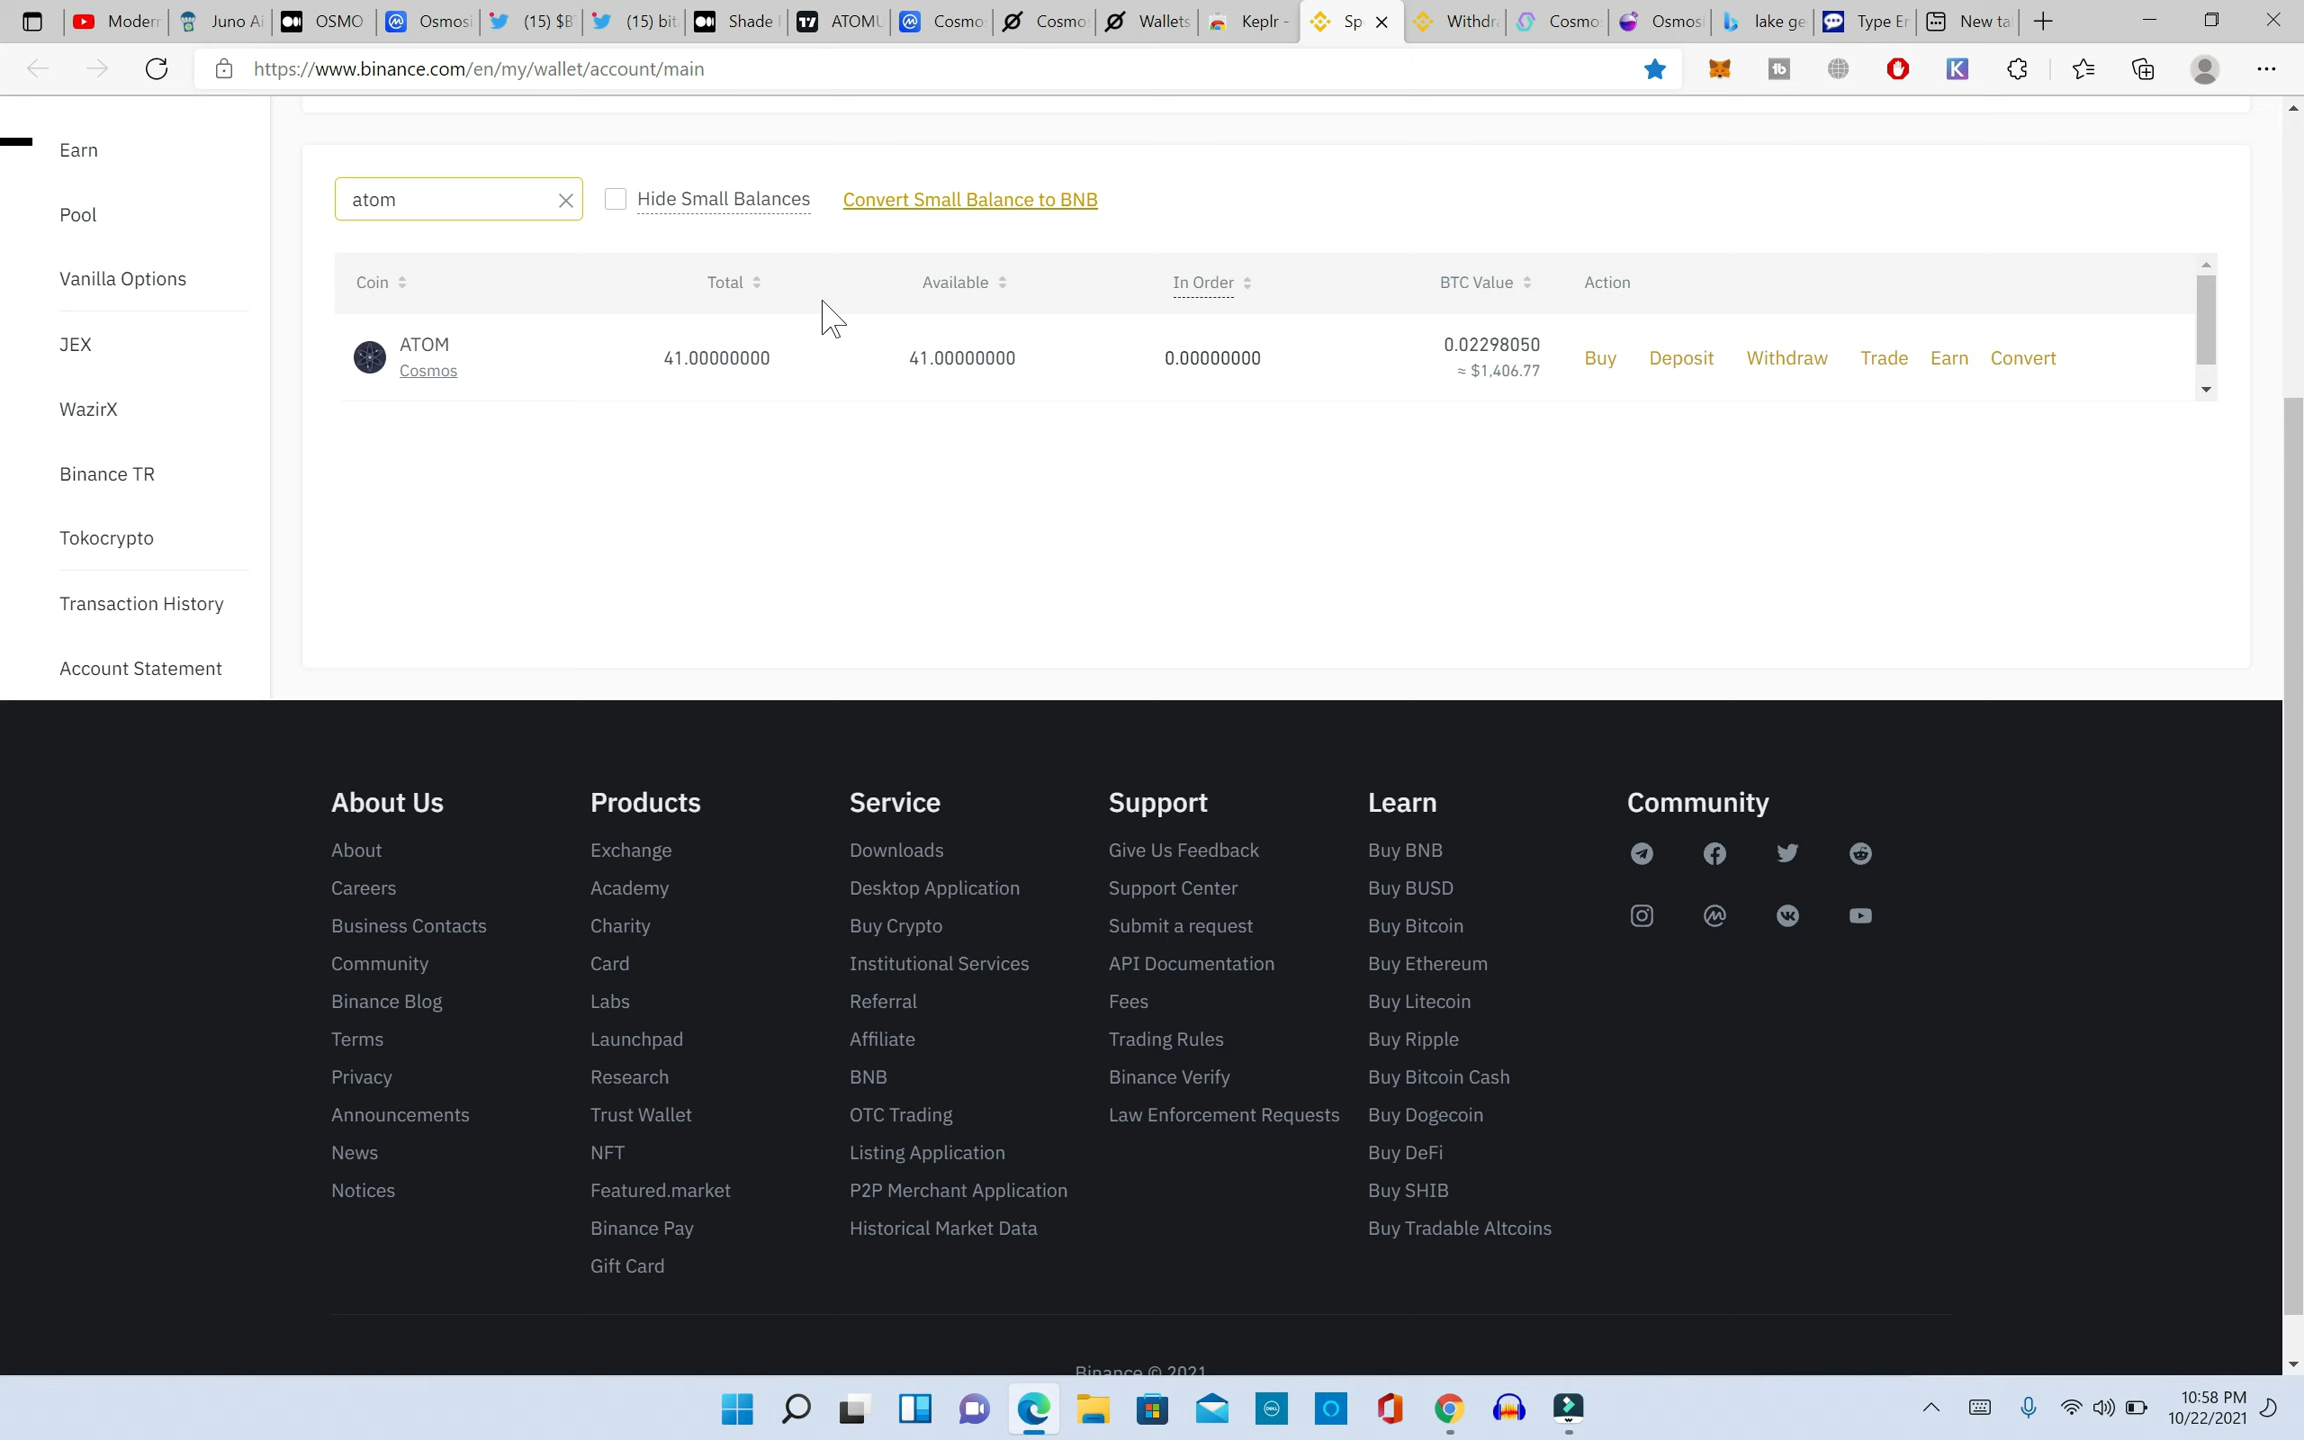 Modern
Juno Ai
OSMO
Osmosi
(15) $B
(15) bit
Shade
ATOMU
Cosmo
Cosmo
Wallets
Keplr -
Sp
Withdr
Cosmo
Osmosi
lake ge
Type Er
New ta
https://www.binance.com/en/my/wallet/account/main
Earn
Pool
Vanilla Options
JEX
WazirX
Binance TR
Tokocrypto
Transaction History
Account Statement
atom
Hide Small Balances
Convert Small Balance to BNB
Coin Total Available In Order BTC Value Action
ATOM
Cosmos
41.00000000 41.00000000 0.00000000
0.02298050
≈ $1,406.77
Buy Deposit Withdraw Trade Earn Convert
About Us
About
Careers
Business Contacts
Community
Binance Blog
Terms
Privacy
Announcements
News
Notices
Products
Exchange
Academy
Charity
Card
Labs
Launchpad
Research
Trust Wallet
NFT
Featured.market
Binance Pay
Gift Card
Service
Downloads
Desktop Application
Buy Crypto
Institutional Services
Referral
Affiliate
BNB
OTC Trading
Listing Application
P2P Merchant Application
Historical Market Data
Support
Give Us Feedback
Support Center
Submit a request
API Documentation
Fees
Trading Rules
Binance Verify
Law Enforcement Requests
Learn
Buy BNB
Buy BUSD
Buy Bitcoin
Buy Ethereum
Buy Litecoin
Buy Ripple
Buy Bitcoin Cash
Buy Dogecoin
Buy DeFi
Buy SHIB
Buy Tradable Altcoins
Community
Binance © 2021
10:58 PM
10/22/2021